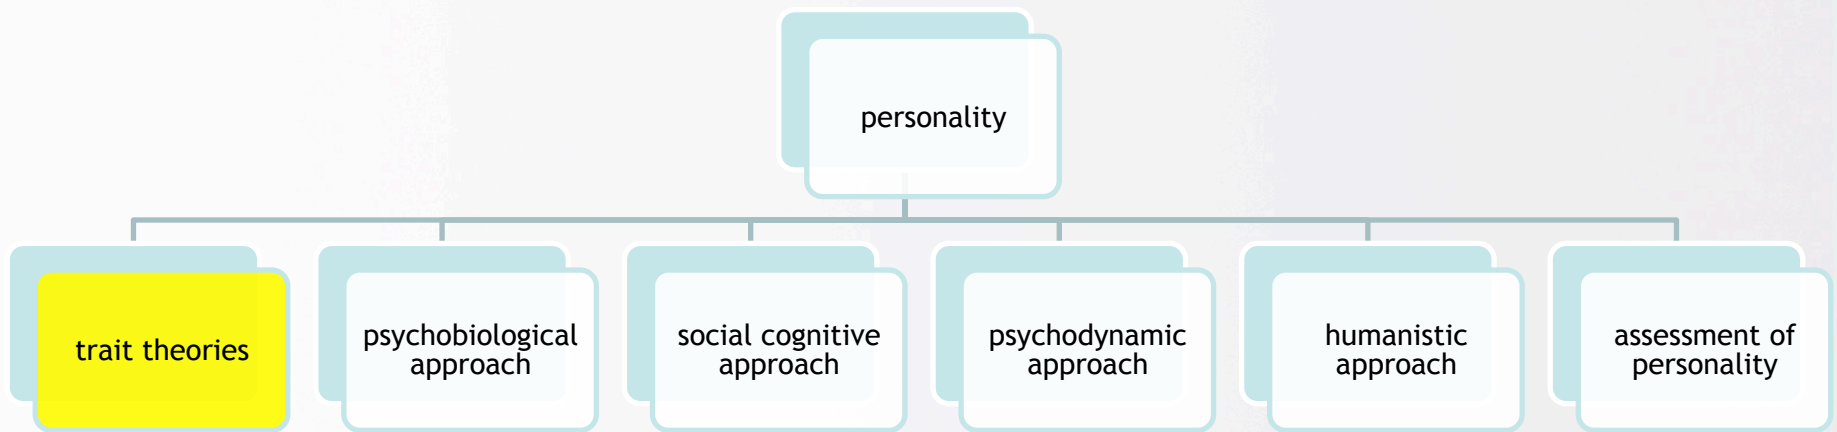 personality
trait theories
psychobiological
approach
social cognitive
approach
psychodynamic
approach
humanistic
approach
assessment of
personality